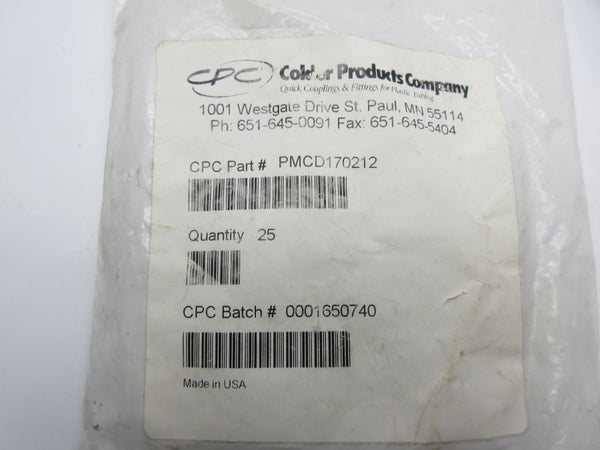 CPC Colder Products Company
Quick Couplings & Fittings for Plastic Tubing
1001 Westgate Drive St. Paul, MN 55114
Ph: 651-645-0091 Fax: 651-645-5404
CPC Part # PMCD170212
Quantity 25
CPC Batch # 0001650740
Made in USA